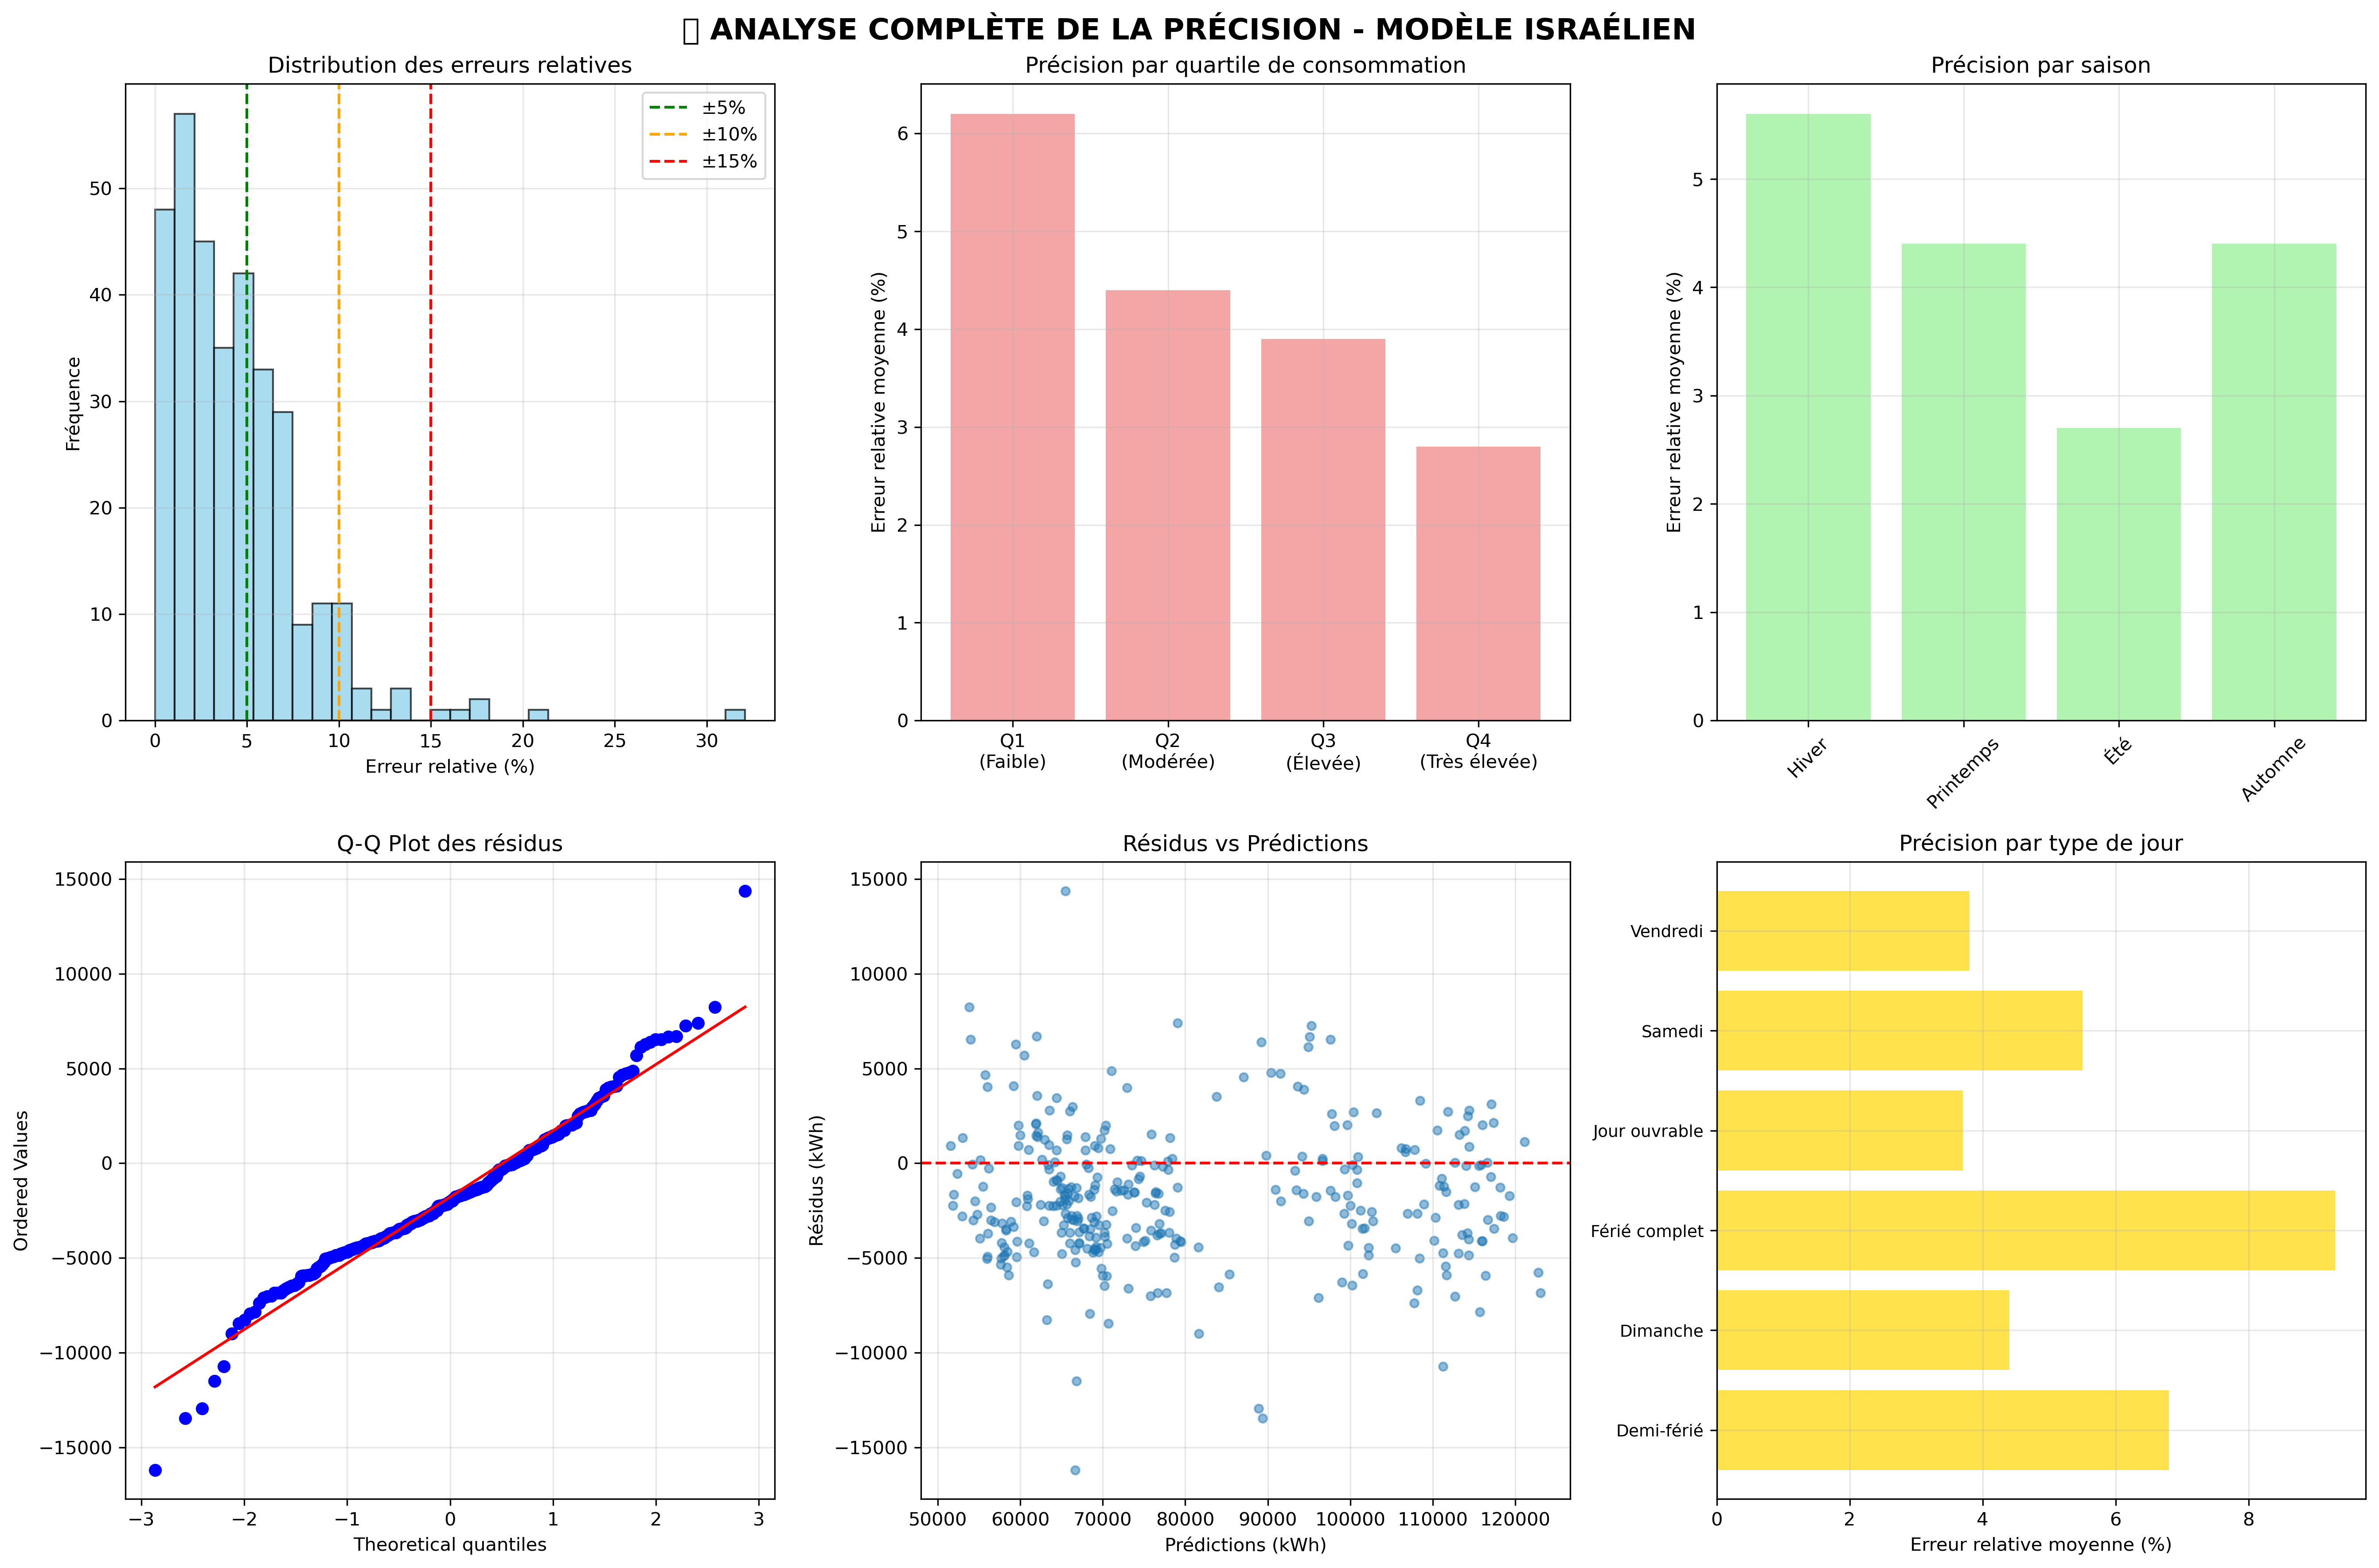 ANALYSE COMPLÈTE DE LA PRÉCISION - MODÈLE ISRAÉLIEN
Distribution des erreurs relatives
±5%
±10%
±15%
Fréquence
50
40
30
20
10
0
0 5 10 15 20 25 30
Erreur relative (%)
Précision par quartile de consommation
Erreur relative moyenne (%)
6
5
4
3
2
1
0
Q1 Q2 Q3 Q4
(Faible) (Modérée) (Élevée) (Très élevée)
Précision par saison
Erreur relative moyenne (%)
5
4
3
2
1
0
Hiver
Printemps
Été
Automne
Q-Q Plot des résidus
Ordered Values
15000
10000
5000
0
−5000
−10000
−15000
−3 −2 −1 0 1 2 3
Theoretical quantiles
Résidus vs Prédictions
Résidus (kWh)
15000
10000
5000
0
−5000
−10000
−15000
50000 60000 70000 80000 90000 100000 110000 120000
Prédictions (kWh)
Précision par type de jour
Vendredi
Samedi
Jour ouvrable
Férié complet
Dimanche
Demi-férié
0 2 4 6 8
Erreur relative moyenne (%)